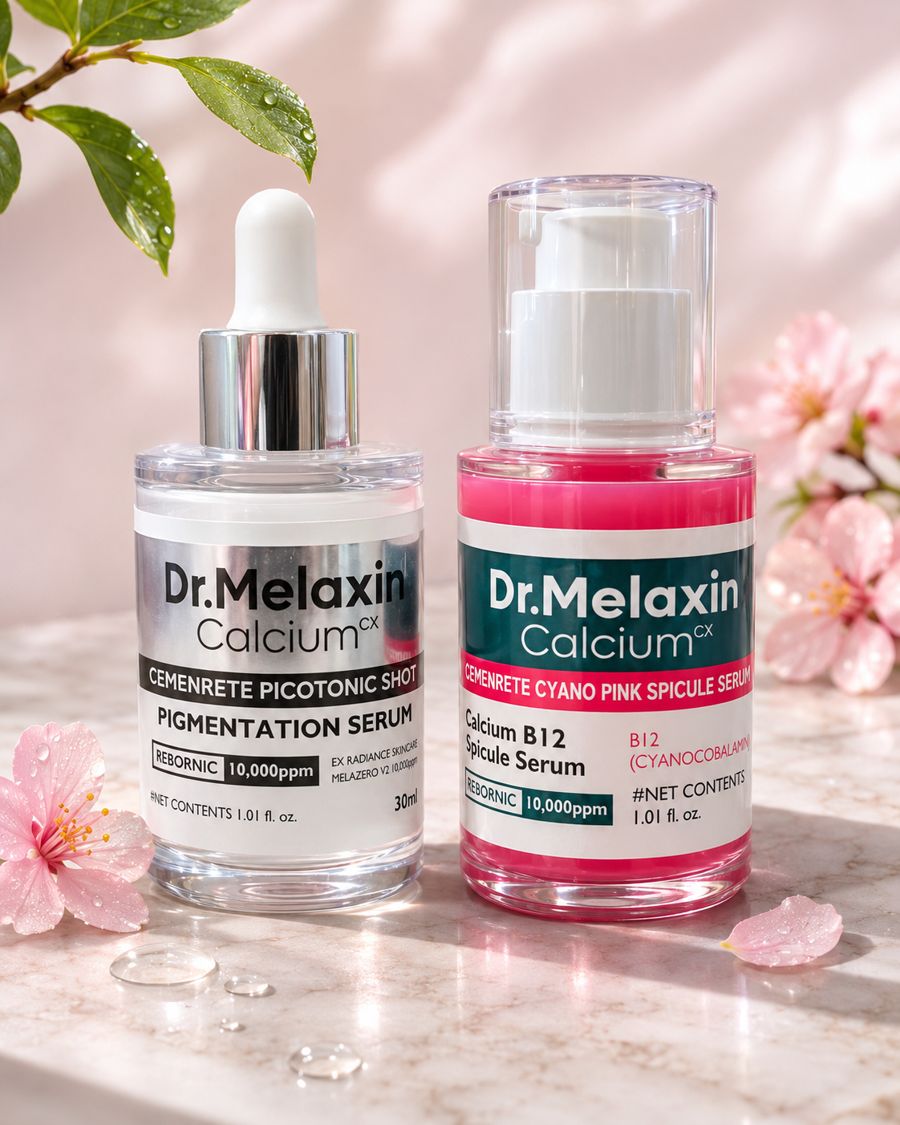 Dr.Melaxin
Calcium CX
CEMENRETE PICOTONIC SHOT
PIGMENTATION SERUM
REBORNIC 10,000ppm
EX RADIANCE SKINCARE
MELAZERO V2 10,000ppm
30ml
#NET CONTENTS 1.01 fl. oz.
Dr.Melaxin
Calcium CX
CEMENRETE CYANO PINK SPICULE SERUM
Calcium B12
Spicule Serum
B12
(CYANOCOBALAMIN)
REBORNIC 10,000ppm
#NET CONTENTS
1.01 fl. oz.